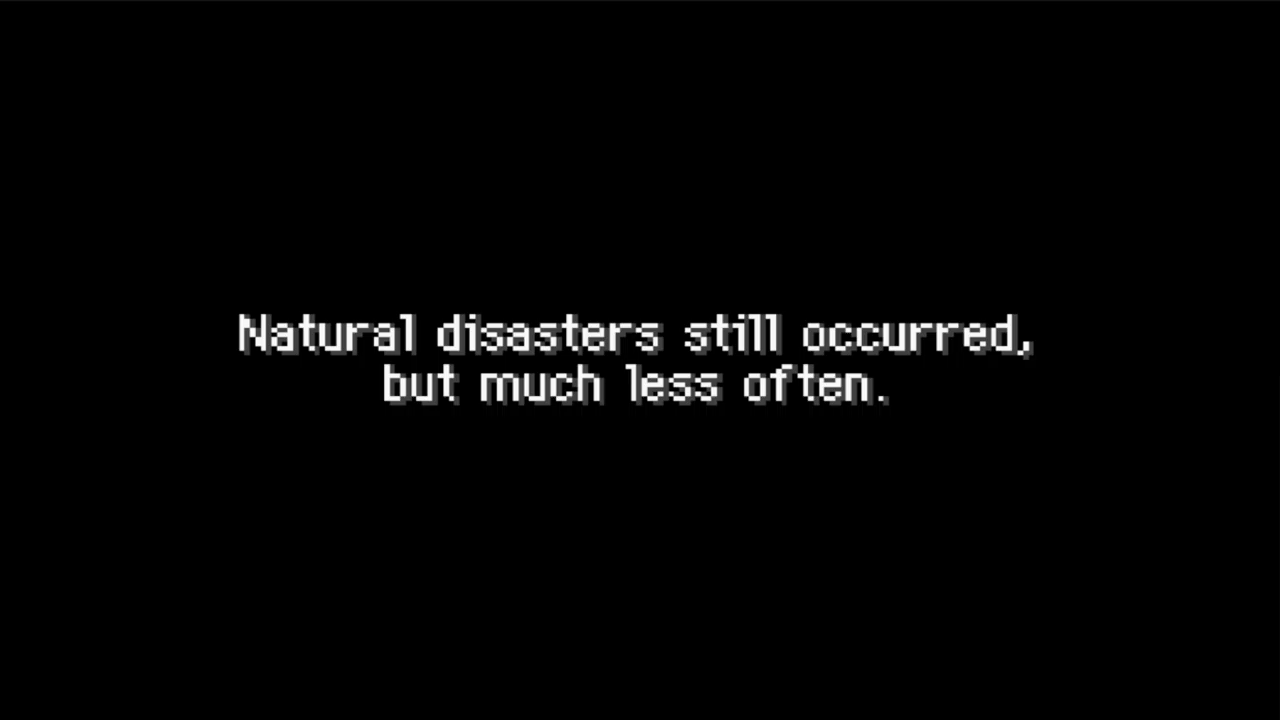 Natural disasters still occurred,
but much less often.